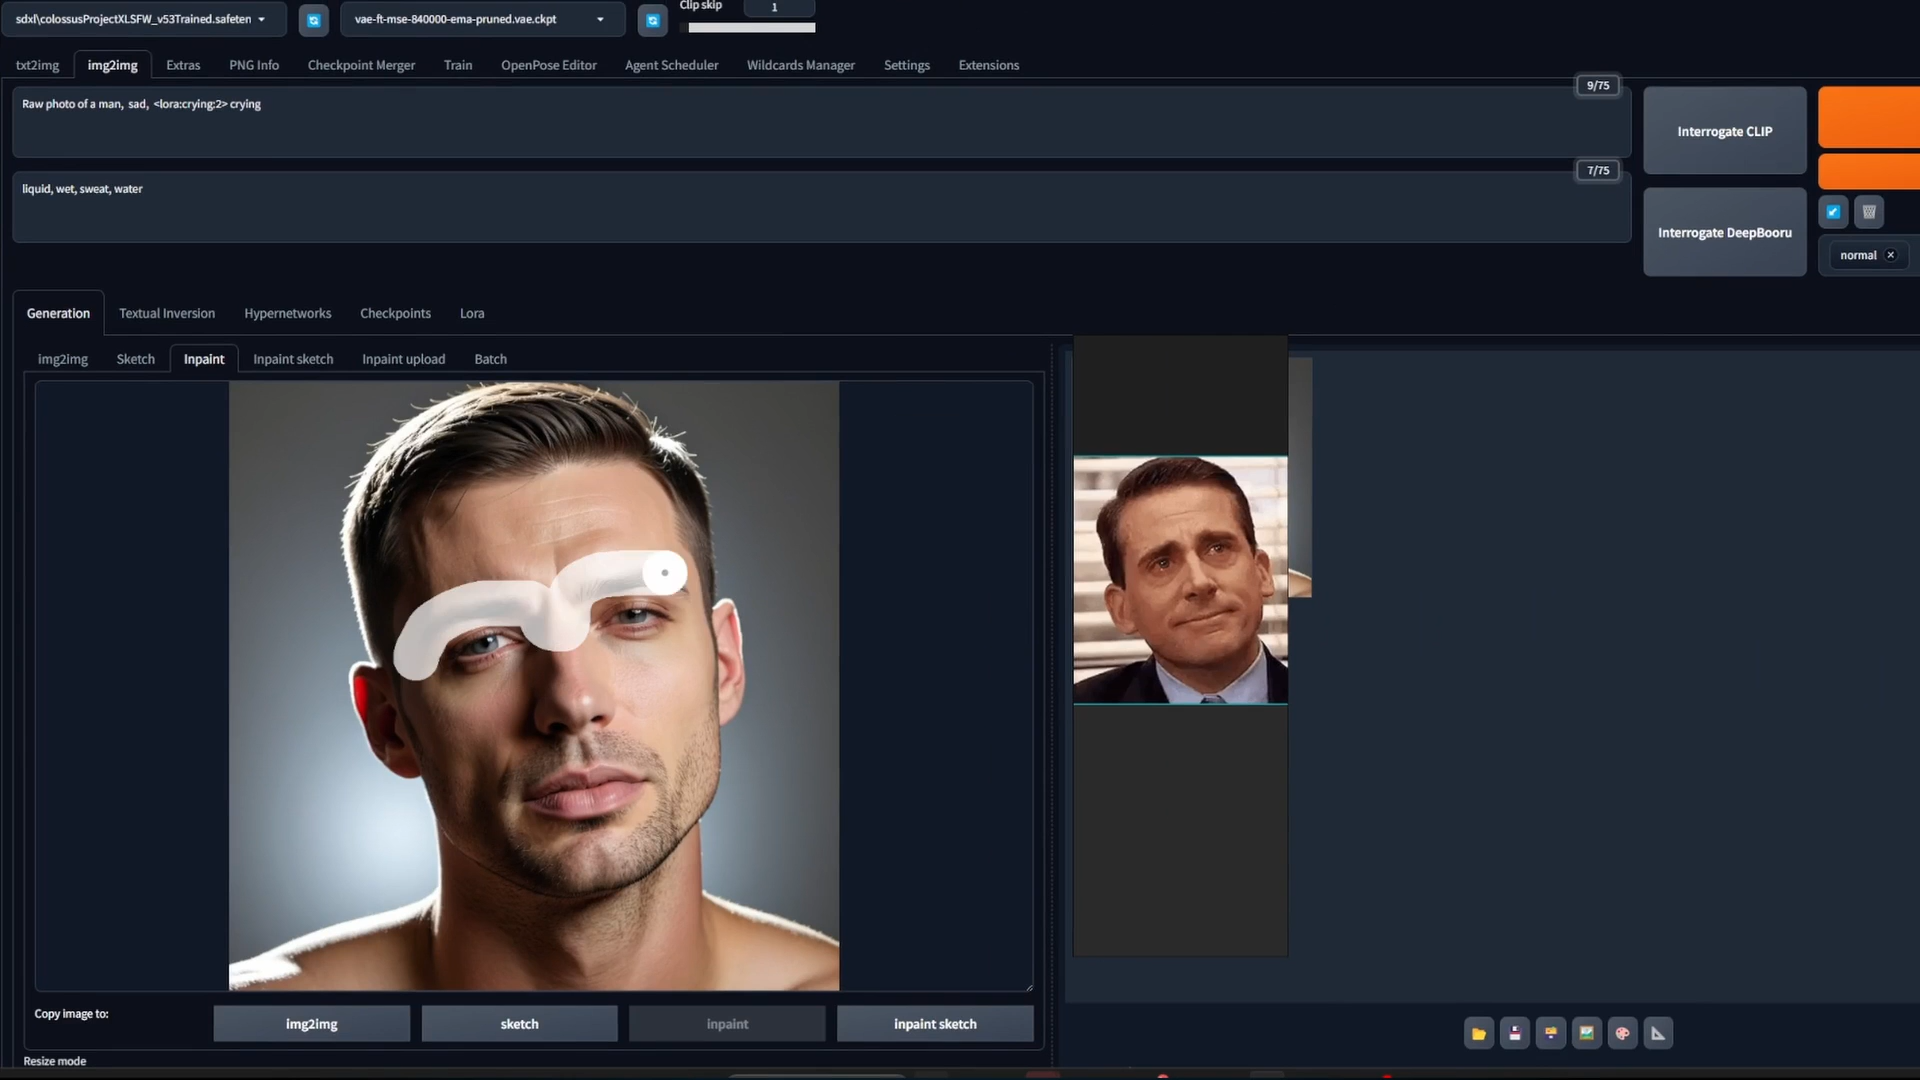 Clip skip
sdxl\colossusProjectXLSFW_v53Trained.safeten
vae-ft-mse-840000-ema-pruned.vae.ckpt
1
txt2img
img2img
Extras
PNG Info
Checkpoint Merger
Train
OpenPose Editor
Agent Scheduler
Wildcards Manager
Settings
Extensions
9/75
Raw photo of a man, sad, <lora:crying:2> crying
Interrogate CLIP
7/75
liquid, wet, sweat, water
Interrogate DeepBooru
normal
Generation
Textual Inversion
Hypernetworks
Checkpoints
Lora
img2img
Sketch
Inpaint
Inpaint sketch
Inpaint upload
Batch
Copy image to:
img2img
sketch
inpaint
inpaint sketch
Resize mode